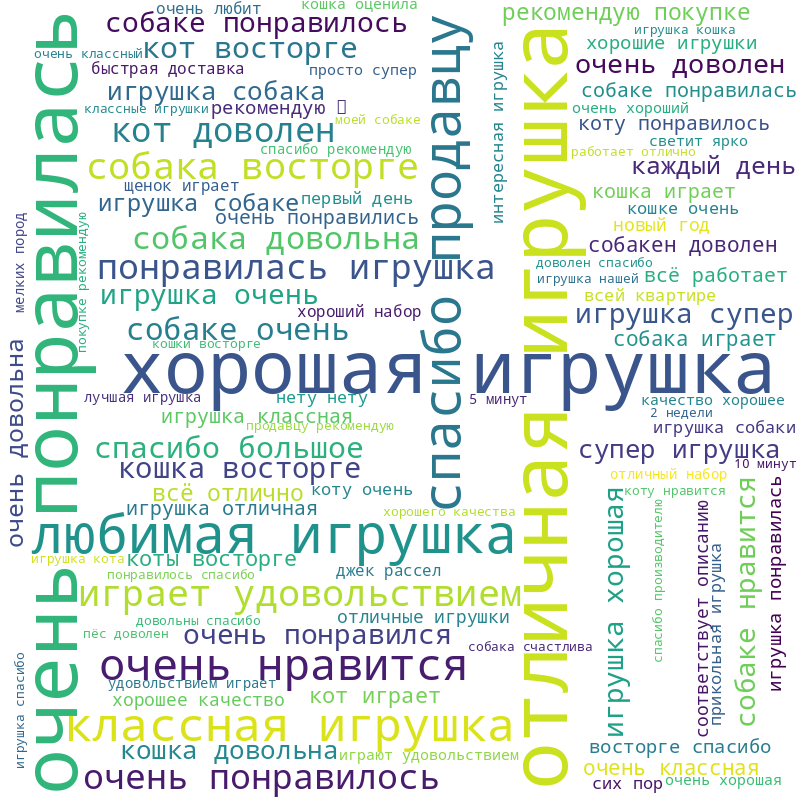 очень любит
кошка оценила
собаке понравилось
рекомендую покупке
игрушка кошка
очень классный
кот восторге
хорошие игрушки
быстрая доставка
просто супер
очень доволен
игрушка собака
собаке понравилась
классные игрушки
рекомендую
очень хороший
моей собаке
кот доволен
коту понравилось
светит ярко
спасибо рекомендую
работает отлично
собака восторге
каждый день
щенок играет
первый день
кошка играет
игрушка собаке
кошке очень
очень понравились
новый год
собака довольна
собакен доволен
понравилась игрушка
доволен спасибо
игрушка нашей
всё работает
игрушка очень
всей квартире
хороший набор
игрушка супер
собаке очень
кошки восторге
собака играет
хорошая игрушка
лучшая игрушка
нету нету
5 минут
качество хорошее
2 недели
игрушка классная
продавцу рекомендую
игрушка собаки
спасибо большое
супер игрушка
кошка восторге
10 минут
отличный набор
всё отлично
коту очень
коту нравится
игрушка отличная
хорошего качества
любимая игрушка
игрушка кота
коты восторге
понравилось спасибо
джек рассел
играет удовольствием
довольны спасибо
отличные игрушки
пёс доволен
очень понравился
собака счастлива
очень нравится
удовольствием играет
хорошее качество
кот играет
классная игрушка
кошка довольна
играют удовольствием
восторге спасибо
очень классная
очень понравилось
сих пор
очень хорошая
очень понравилась
спасибо продавцу
отличная игрушка
интересная игрушка
мелких пород
покупке рекомендую
очень довольна
игрушка спасибо
игрушка хорошая
спасибо производителю
соответствует описанию
прикольная игрушка
собаке нравится
игрушка понравилась